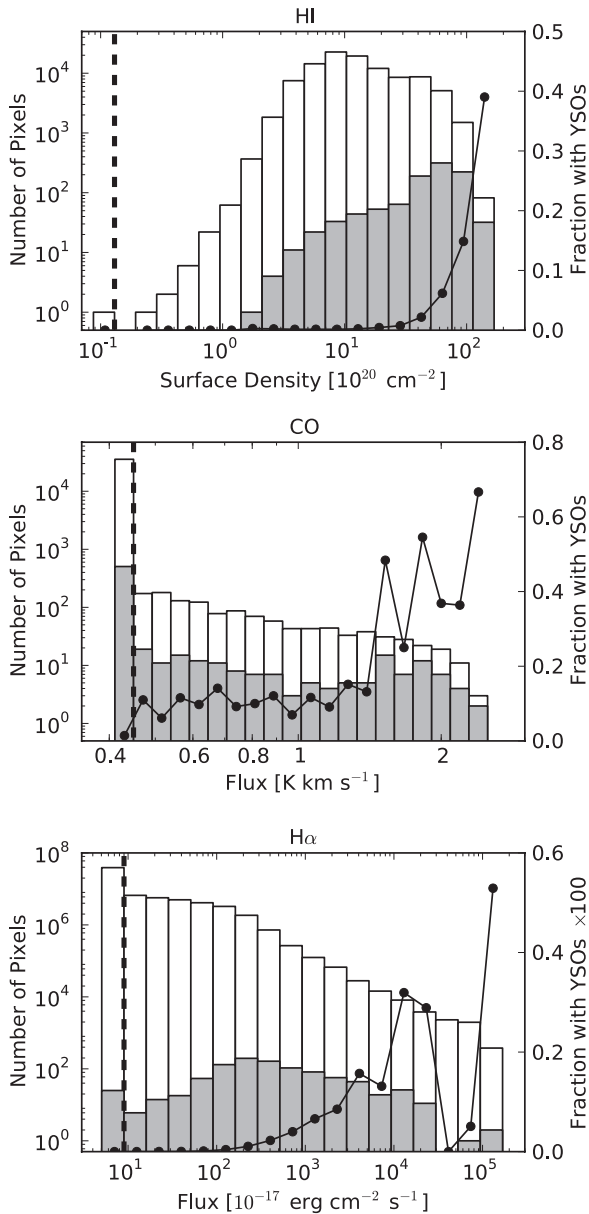 HI
10^4
10^3
10^2
10^1
10^0
Number of Pixels
0.5
0.4
0.3
0.2
0.1
0.0
Fraction with YSOs
10^-1 10^0 10^1 10^2
Surface Density [10^20 cm^−2]
CO
10^4
10^3
10^2
10^1
10^0
Number of Pixels
0.8
0.6
0.4
0.2
0.0
Fraction with YSOs
0.4 0.6 0.8 1 2
Flux [K km s^−1]
Hα
10^8
10^6
10^4
10^2
10^0
Number of Pixels
0.6
0.4
0.2
0.0
Fraction with YSOs ×100
10^1 10^2 10^3 10^4 10^5
Flux [10^−17 erg cm^−2 s^−1]